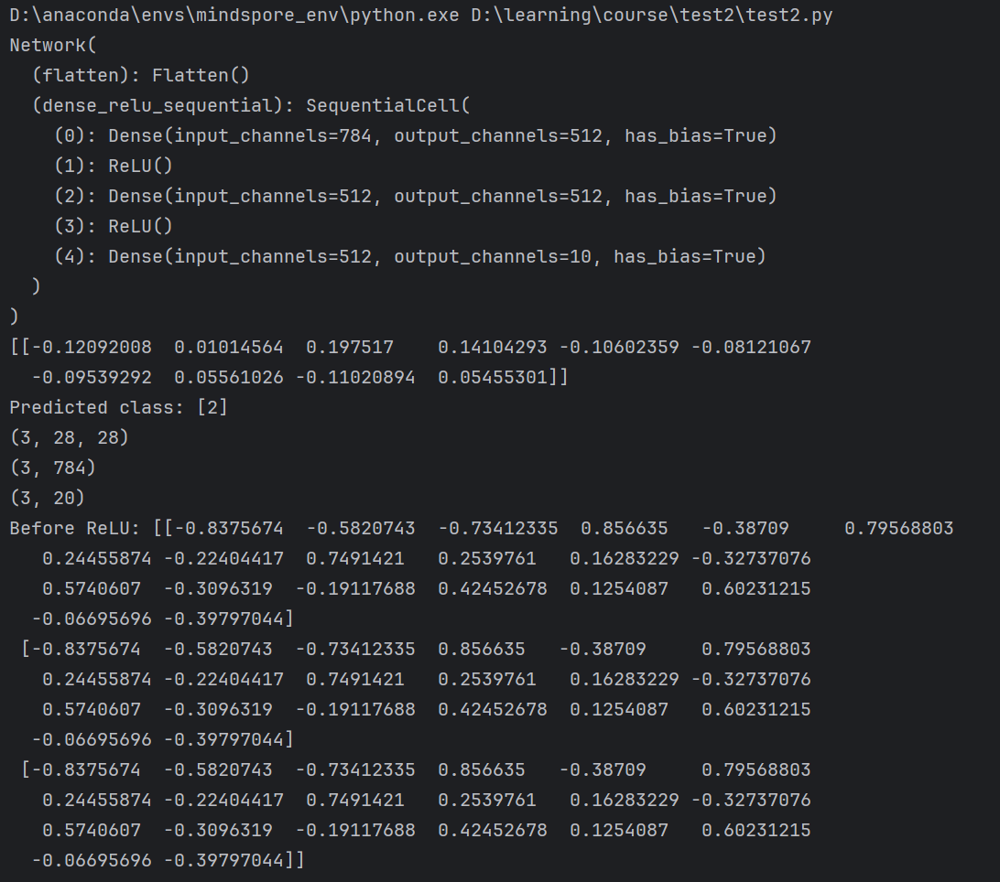 D:\anaconda\envs\mindspore_env\python.exe D:\learning\course\test2\test2.py
Network(
  (flatten): Flatten()
  (dense_relu_sequential): SequentialCell(
    (0): Dense(input_channels=784, output_channels=512, has_bias=True)
    (1): ReLU()
    (2): Dense(input_channels=512, output_channels=512, has_bias=True)
    (3): ReLU()
    (4): Dense(input_channels=512, output_channels=10, has_bias=True)
  )
)
[[-0.12092008  0.01014564  0.197517    0.14104293 -0.10602359 -0.08121067
  -0.09539292  0.05561026 -0.11020894  0.05455301]]
Predicted class: [2]
(3, 28, 28)
(3, 784)
(3, 20)
Before ReLU: [[-0.8375674  -0.5820743  -0.73412335  0.856635   -0.38709     0.79568803
   0.24455874 -0.22404417  0.7491421   0.2539761   0.16283229 -0.32737076
   0.5740607  -0.3096319  -0.19117688  0.42452678  0.1254087   0.60231215
  -0.06695696 -0.39797044]
 [-0.8375674  -0.5820743  -0.73412335  0.856635   -0.38709     0.79568803
   0.24455874 -0.22404417  0.7491421   0.2539761   0.16283229 -0.32737076
   0.5740607  -0.3096319  -0.19117688  0.42452678  0.1254087   0.60231215
  -0.06695696 -0.39797044]
 [-0.8375674  -0.5820743  -0.73412335  0.856635   -0.38709     0.79568803
   0.24455874 -0.22404417  0.7491421   0.2539761   0.16283229 -0.32737076
   0.5740607  -0.3096319  -0.19117688  0.42452678  0.1254087   0.60231215
  -0.06695696 -0.39797044]]